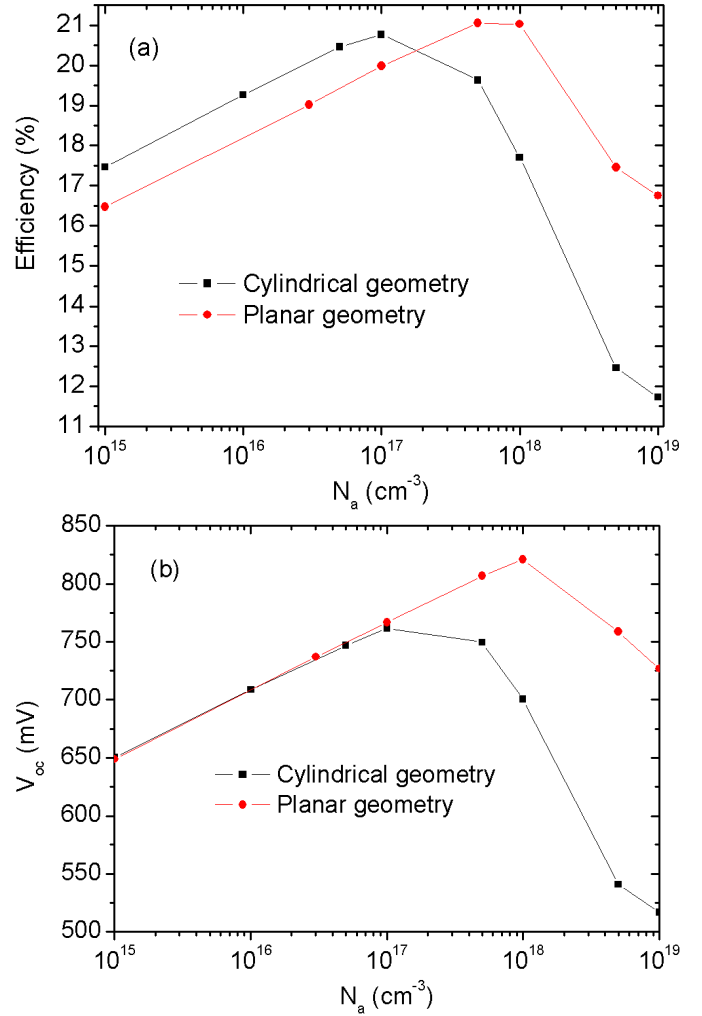 (a)
21
20
19
18
17
16
15
14
13
12
11
Efficiency (%)
Cylindrical geometry
Planar geometry
10^15 10^16 10^17 10^18 10^19
N_a (cm^-3)
(b)
850
800
750
700
650
600
550
500
V_oc (mV)
Cylindrical geometry
Planar geometry
10^15 10^16 10^17 10^18 10^19
N_a (cm^-3)